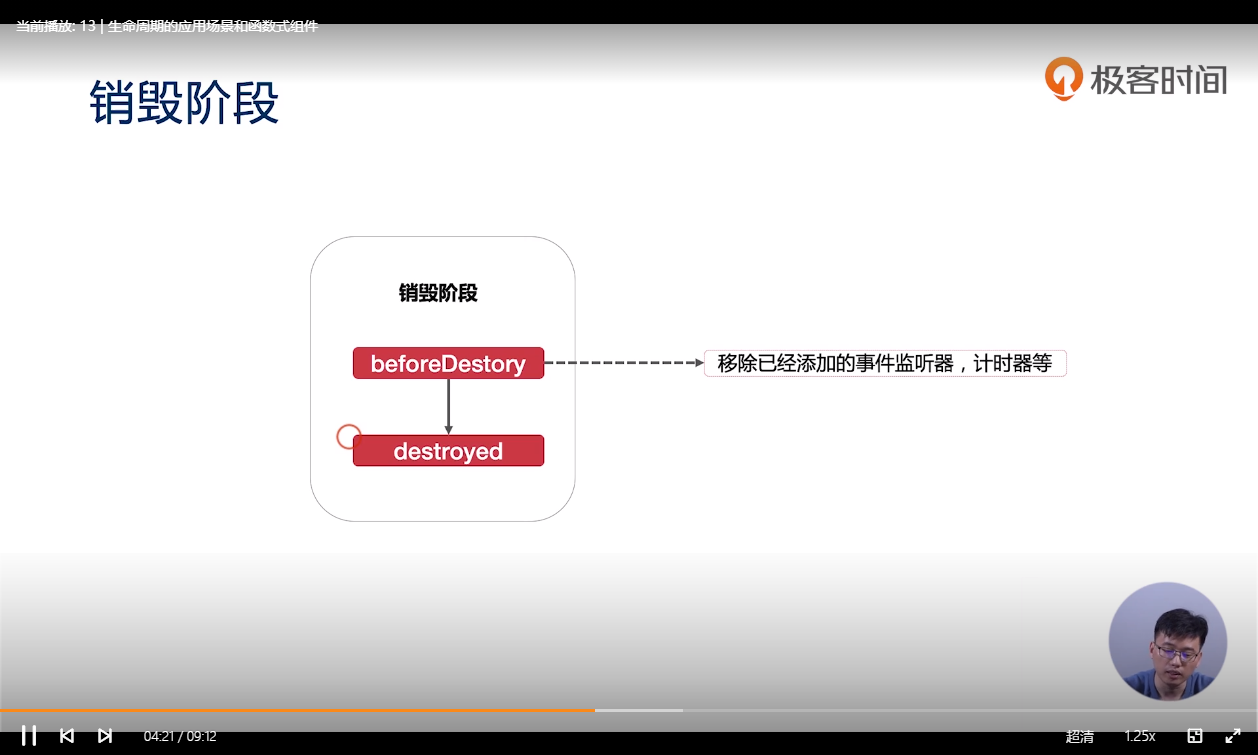 当前播放: 13 | 生命周期的应用场景和函数式组件
极客时间
销毁阶段
销毁阶段
beforeDestory
移除已经添加的事件监听器，计时器等
destroyed
04:21 / 09:12
超清
1.25x